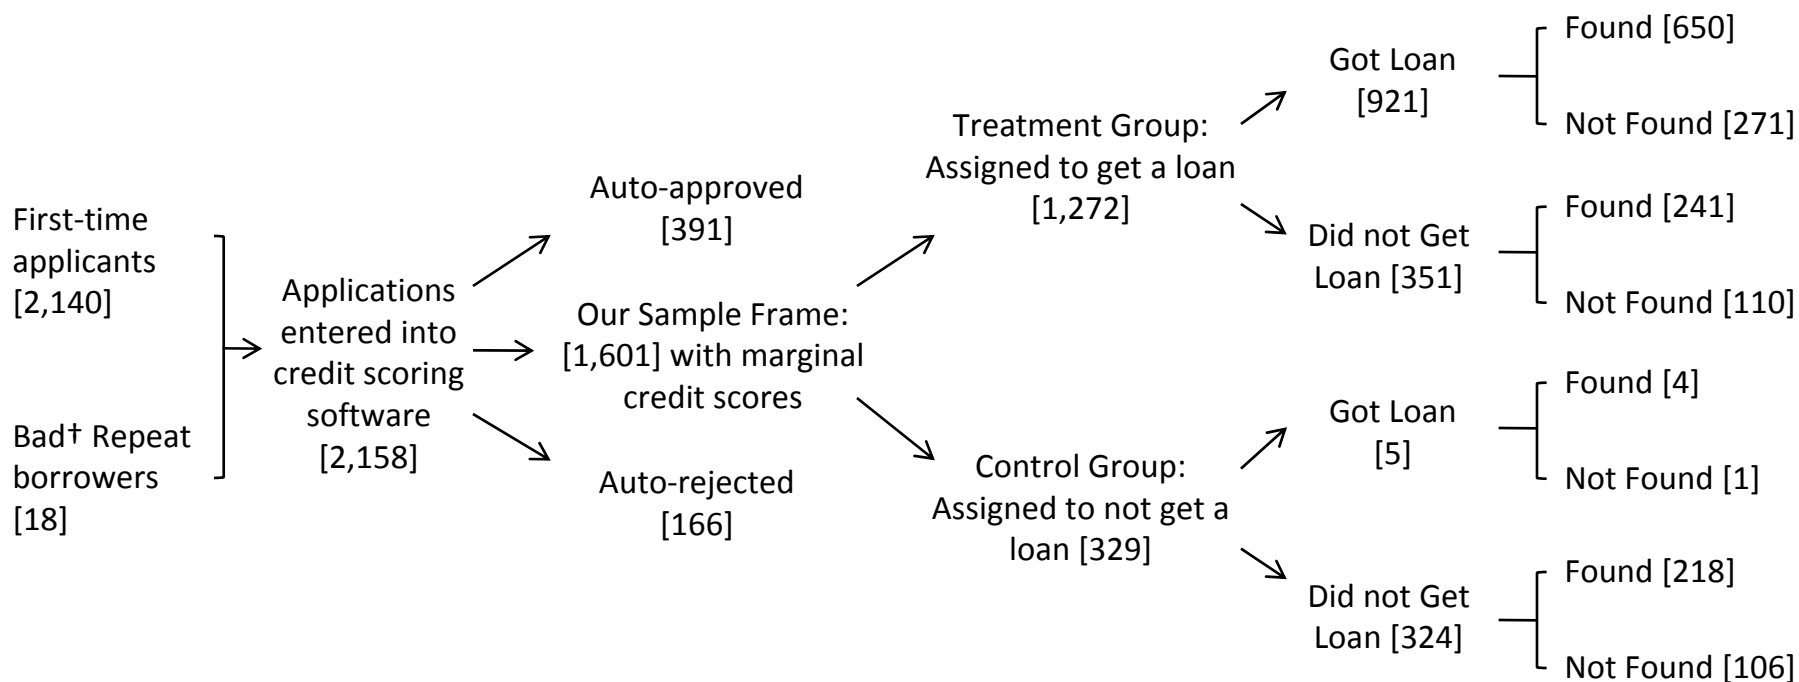 First-time
applicants
[2,140]
Bad† Repeat
borrowers
[18]
Applications
entered into
credit scoring
software
[2,158]
Auto-approved
[391]
Our Sample Frame:
[1,601] with marginal
credit scores
Auto-rejected
[166]
Treatment Group:
Assigned to get a loan
[1,272]
Control Group:
Assigned to not get a
loan [329]
Got Loan
[921]
Did not Get
Loan [351]
Got Loan
[5]
Did not Get
Loan [324]
Found [650]
Not Found [271]
Found [241]
Not Found [110]
Found [4]
Not Found [1]
Found [218]
Not Found [106]